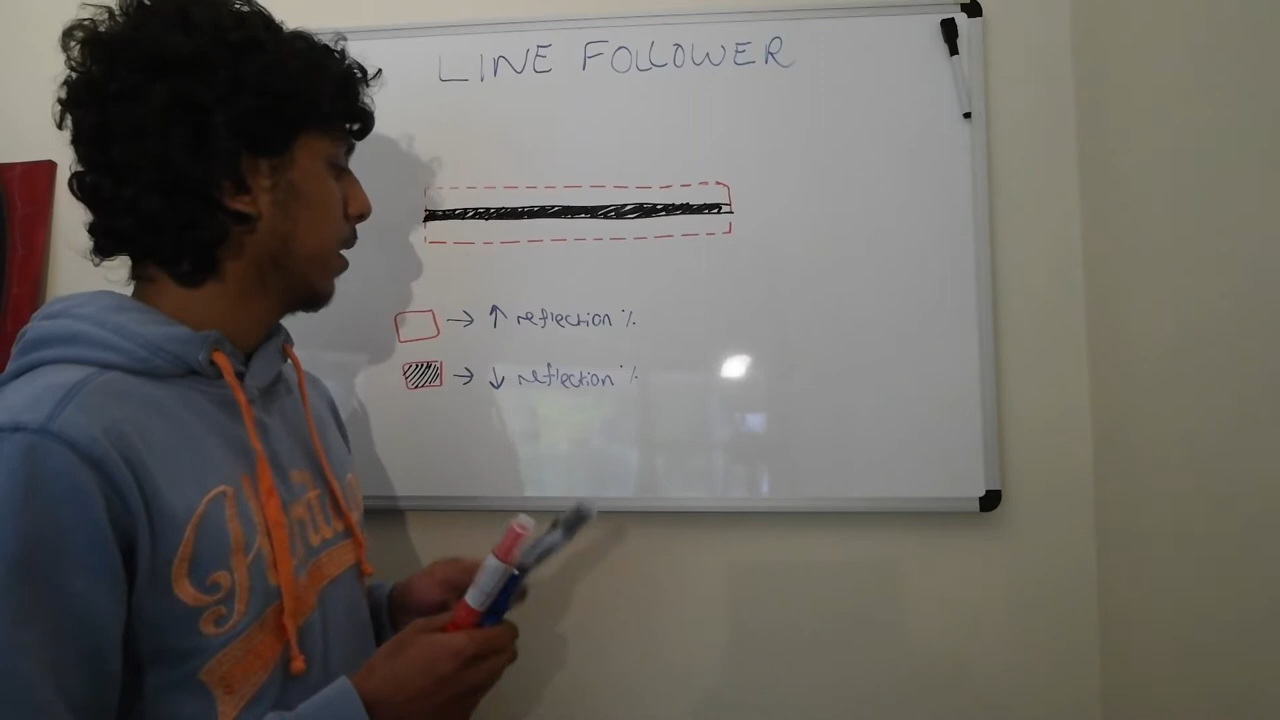 LINE FOLLOWER
→ ↑ reflection %
→ ↓ reflection %